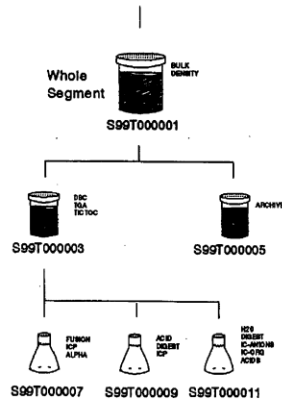 BULK
DENSITY
Whole
Segment
S99T000001
DSC
TGA
TIC TOC
ARCHIVE
S99T000003
S99T000005
FUSION
ICP
ALPHA
ACID
DIGEST
ICP
H20
DIGEST
IC-ANIONS
IC-ORG
ACIDS
S99T000007
S99T000009
S99T000011